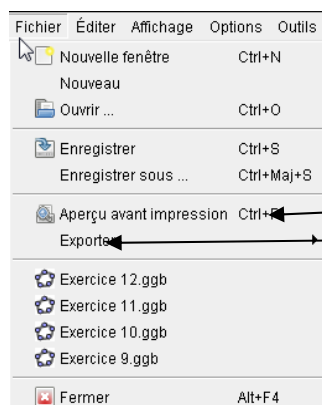 Fichier Éditer Affichage Options Outils
Nouvelle fenêtre Ctrl+N
Nouveau
Ouvrir ... Ctrl+O
Enregistrer Ctrl+S
Enregistrer sous ... Ctrl+Maj+S
Aperçu avant impression Ctrl+
Exporter
Exercice 12.ggb
Exercice 11.ggb
Exercice 10.ggb
Exercice 9.ggb
Fermer Alt+F4